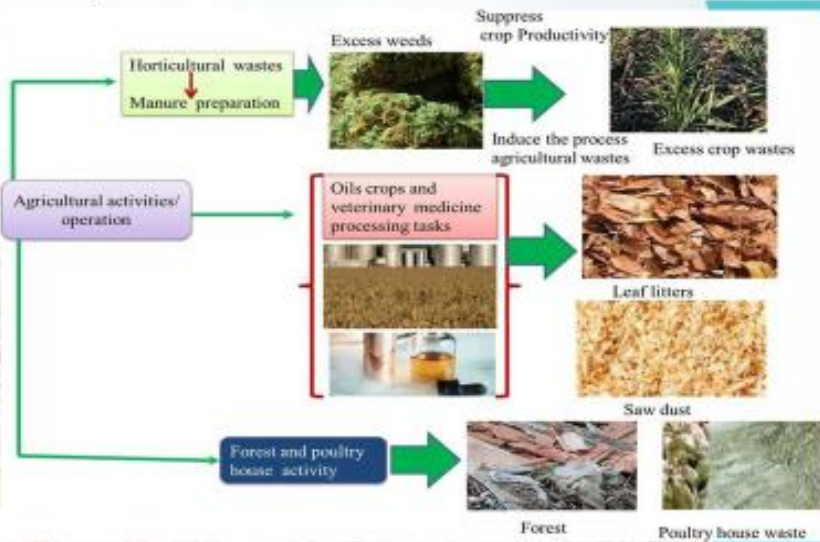 Suppress
crop Productivity
Excess weeds
Horticultural wastes
Manure preparation
Induce the process
agricultural wastes
Excess crop wastes
Agricultural activities/
operation
Oils crops and
veterinary medicine
processing tasks
Leaf litters
Saw dust
Forest and poultry
house activity
Forest
Poultry house waste